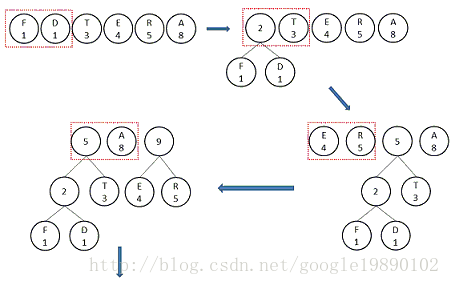 F D T E R A
1 1 3 4 5 8
2 T E R A
3 4 5 8
F D
1 1
5 A 9
8
2 T E R
3 4 5
F D
1 1
E R 5 A
4 5 8
2 T
3
F D
1 1
http://blog.csdn.net/google19890102